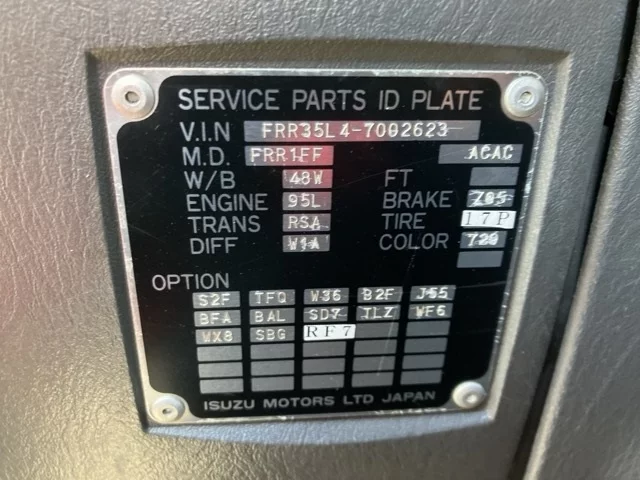 SERVICE PARTS ID PLATE
V.I.N FRR35L4-7002623
M.D. FRR1FF ACAC
W/B 48W FT
ENGINE 95L BRAKE Z05
TRANS RSA TIRE 17P
DIFF W1A COLOR 729
OPTION
S2F TFQ W36 B2F J55
BFA BAL SD7 TLZ WF6
WX8 SBG RF7
ISUZU MOTORS LTD JAPAN